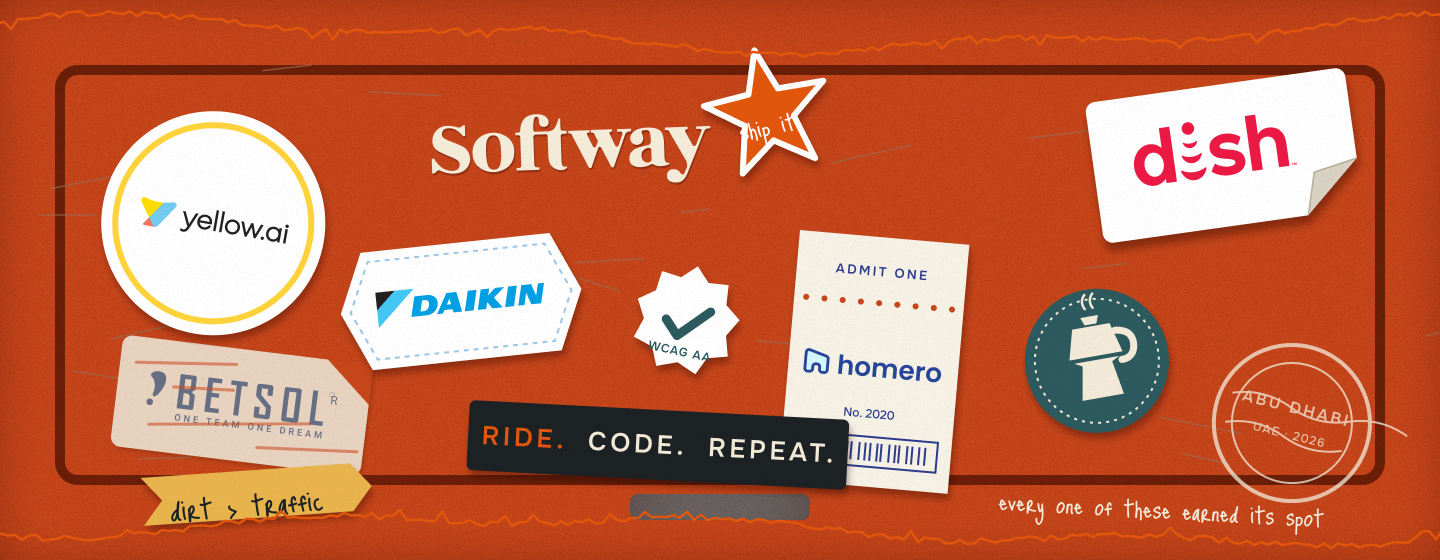 Softway
ship it
dish
™
yellow.ai
DAIKIN
ADMIT ONE
WCAG AA
homero
No. 2020
BETSOL
R
ONE TEAM ONE DREAM
ABU DHABI
UAE · 2026
RIDE. CODE. REPEAT.
dirt > traffic
every one of these earned its spot